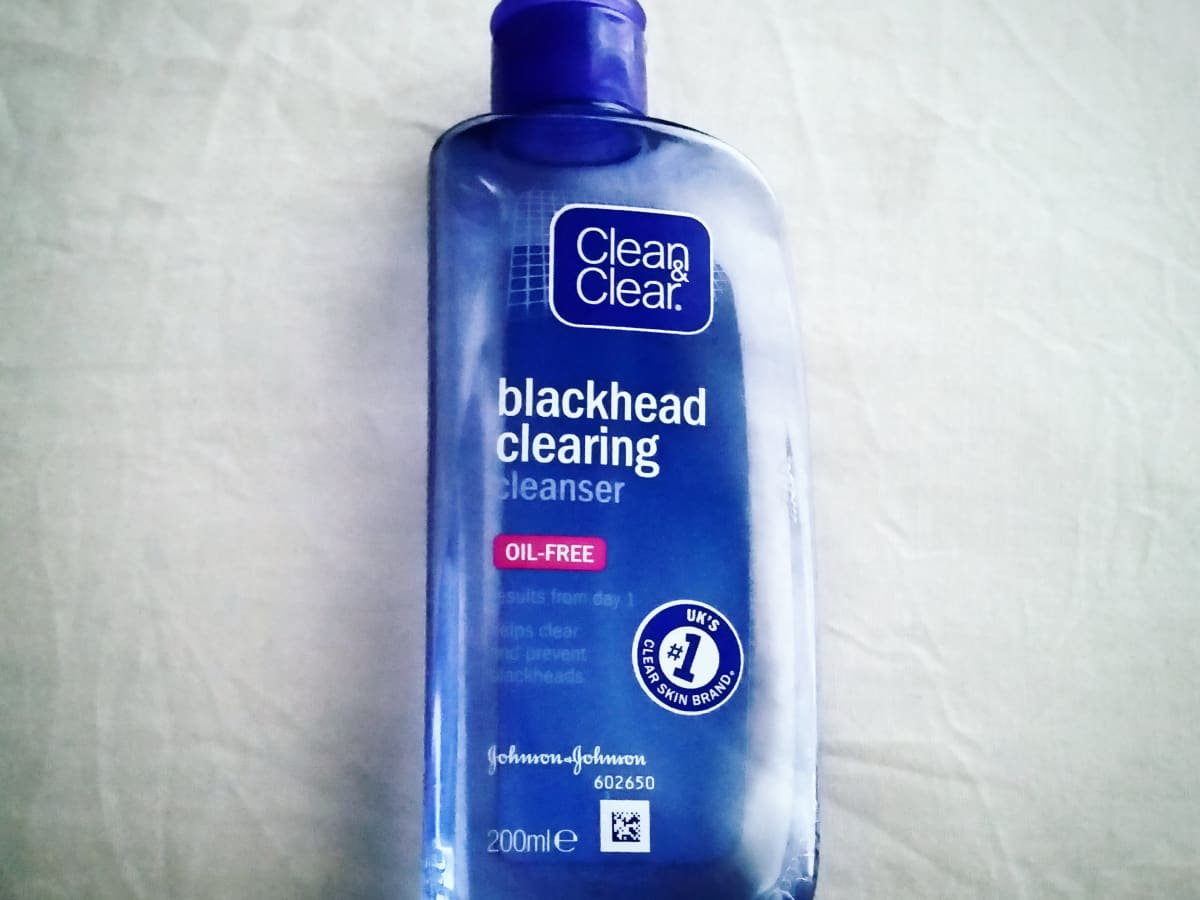 Clean
&
Clear.
blackhead
clearing
cleanser
OIL-FREE
results from day 1
helps clear
and prevent
blackheads
UK'S
#1
CLEAR SKIN BRAND.
Johnson & Johnson
602650
200ml e